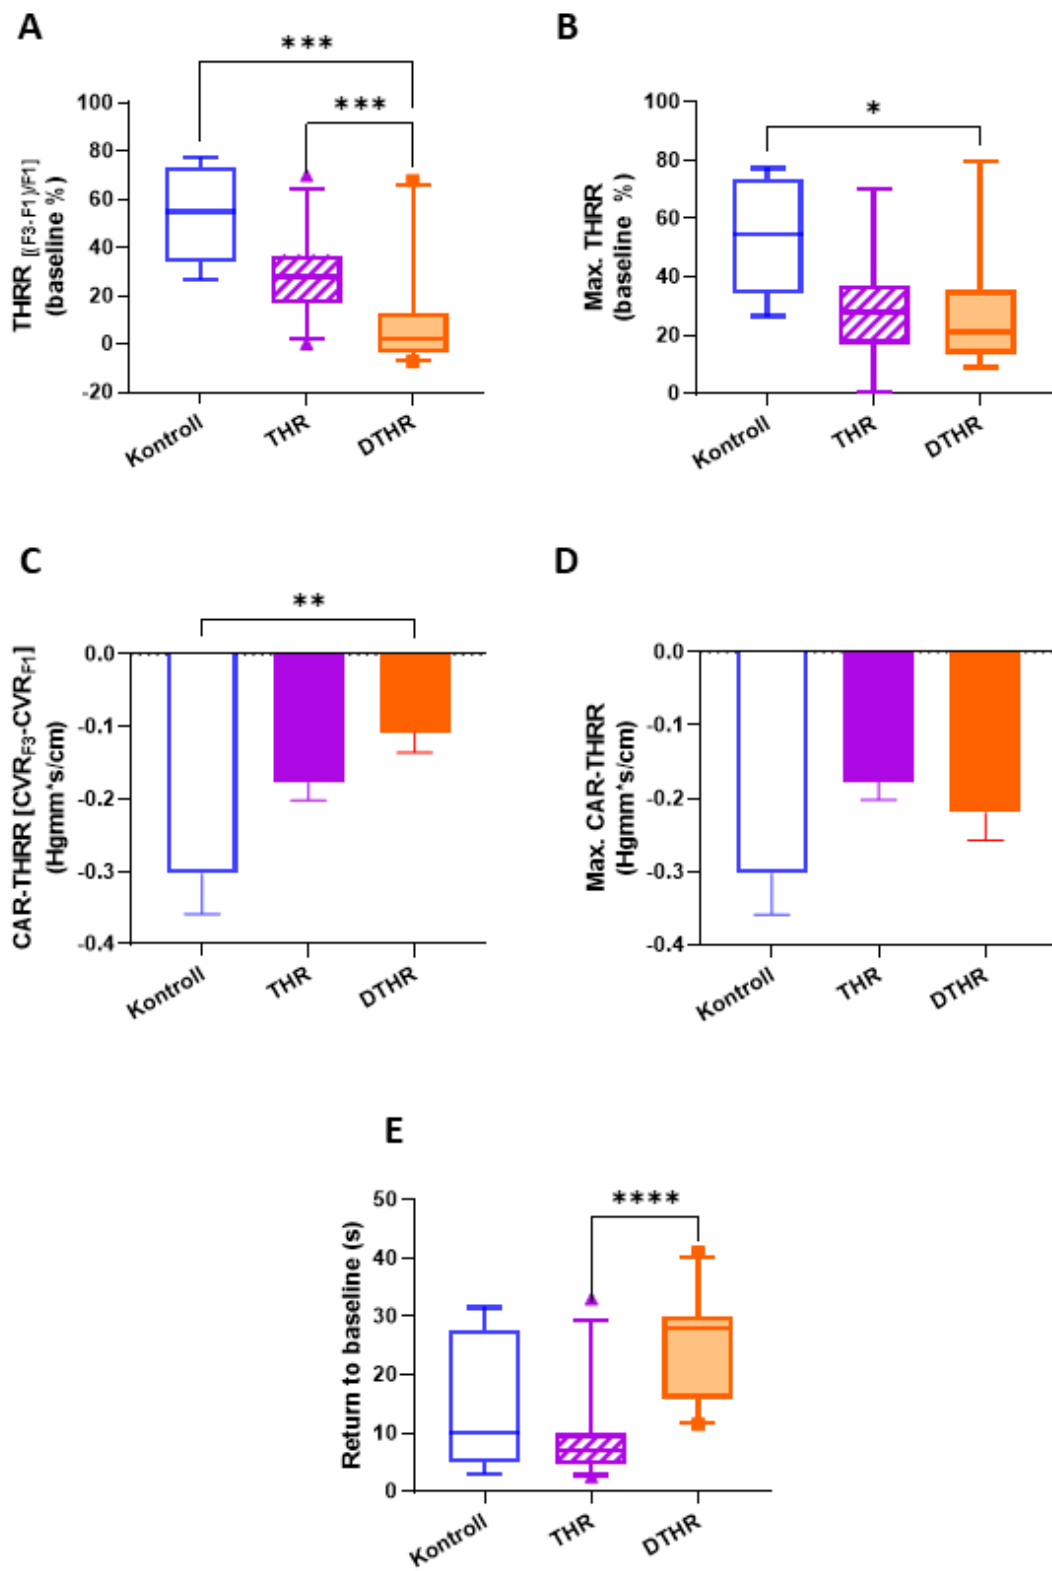 A
***
***
THRR [(F3-F1)/F1]
(baseline %)
100
80
60
40
20
0
-20
Kontroll
THR
DTHR
B
*
Max. THRR
(baseline %)
100
80
60
40
20
0
Kontroll
THR
DTHR
C
**
CAR-THRR [CVRF3-CVRF1]
(Hgmm*s/cm)
0.0
-0.1
-0.2
-0.3
-0.4
Kontroll
THR
DTHR
D
Max. CAR-THRR
(Hgmm*s/cm)
0.0
-0.1
-0.2
-0.3
-0.4
Kontroll
THR
DTHR
E
****
Return to baseline (s)
50
40
30
20
10
0
Kontroll
THR
DTHR